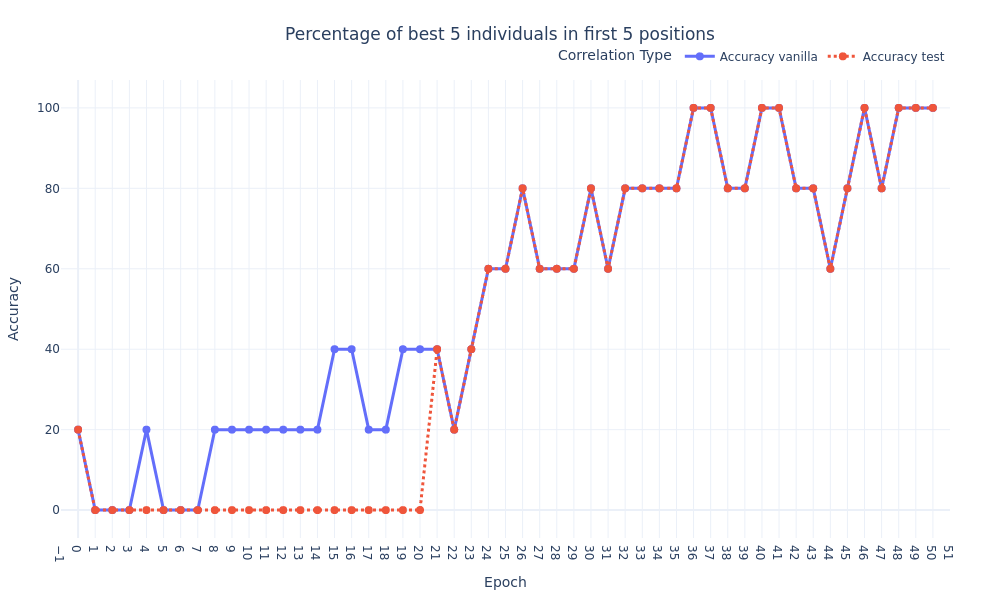 Percentage of best 5 individuals in first 5 positions
Correlation Type Accuracy vanilla Accuracy test
100
80
60
40
20
0
Accuracy
−1 0 1 2 3 4 5 6 7 8 9 10 11 12 13 14 15 16 17 18 19 20 21 22 23 24 25 26 27 28 29 30 31 32 33 34 35 36 37 38 39 40 41 42 43 44 45 46 47 48 49 50 51
Epoch